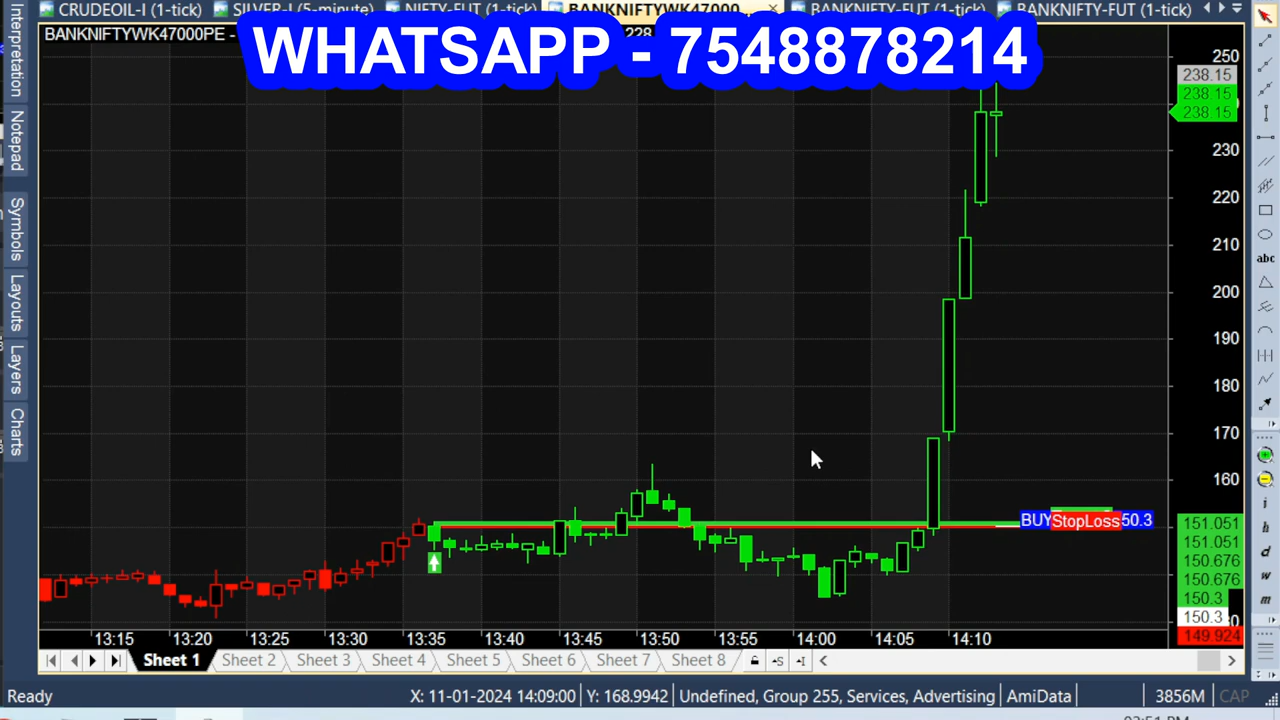 CRUDEOIL-I (1-tick) SILVER-I (5-minute) NIFTY-FUT (1-tick) BANKNIFTYWK47000 BANKNIFTY-FUT (1-tick) BANKNIFTY-FUT (1-tick)
BANKNIFTYWK47000PE -
WHATSAPP - 7548878214
Interpretation
Notepad
Symbols
Layouts
Layers
Charts
250
238.15
238.15
238.15
230
220
210
200
190
180
170
160
BUY StopLoss 50.3
151.051
151.051
150.676
150.676
150.3
150.3
149.924
abc
i
h
d
w
m
13:15 13:20 13:25 13:30 13:35 13:40 13:45 13:50 13:55 14:00 14:05 14:10
Sheet 1 Sheet 2 Sheet 3 Sheet 4 Sheet 5 Sheet 6 Sheet 7 Sheet 8
Ready X: 11-01-2024 14:09:00 Y: 168.9942 Undefined, Group 255, Services, Advertising AmiData 3856M CAP